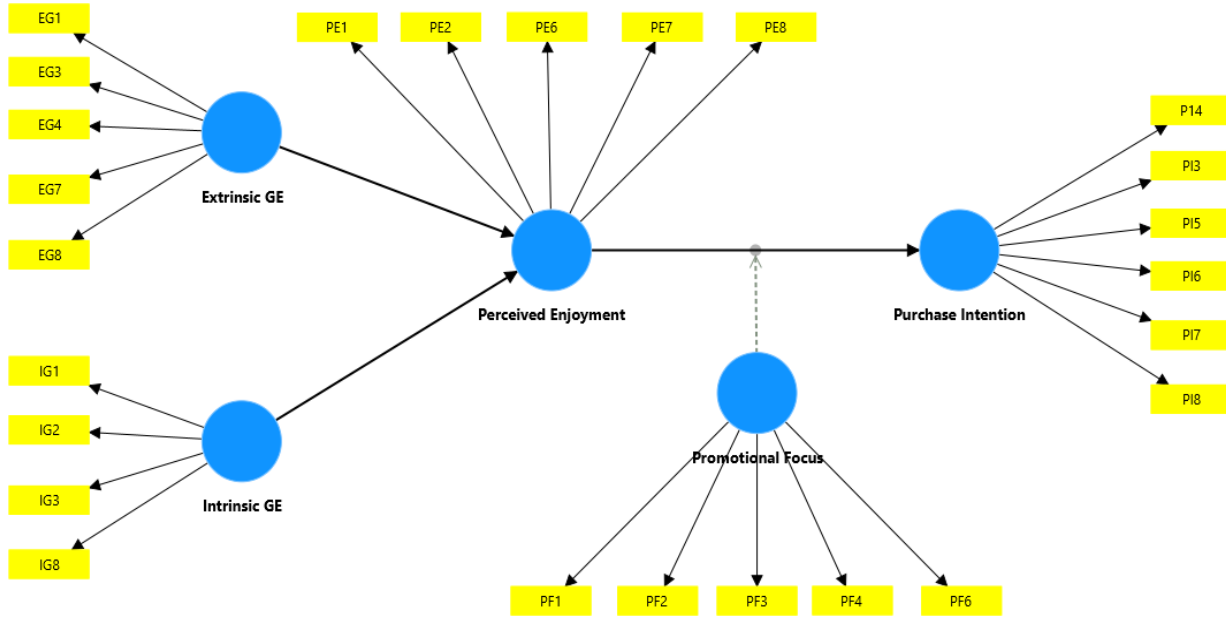 EG1
EG3
EG4
EG7
EG8
Extrinsic GE
PE1
PE2
PE6
PE7
PE8
Perceived Enjoyment
P14
PI3
PI5
PI6
PI7
PI8
Purchase Intention
IG1
IG2
IG3
IG8
Intrinsic GE
Promotional Focus
PF1
PF2
PF3
PF4
PF6